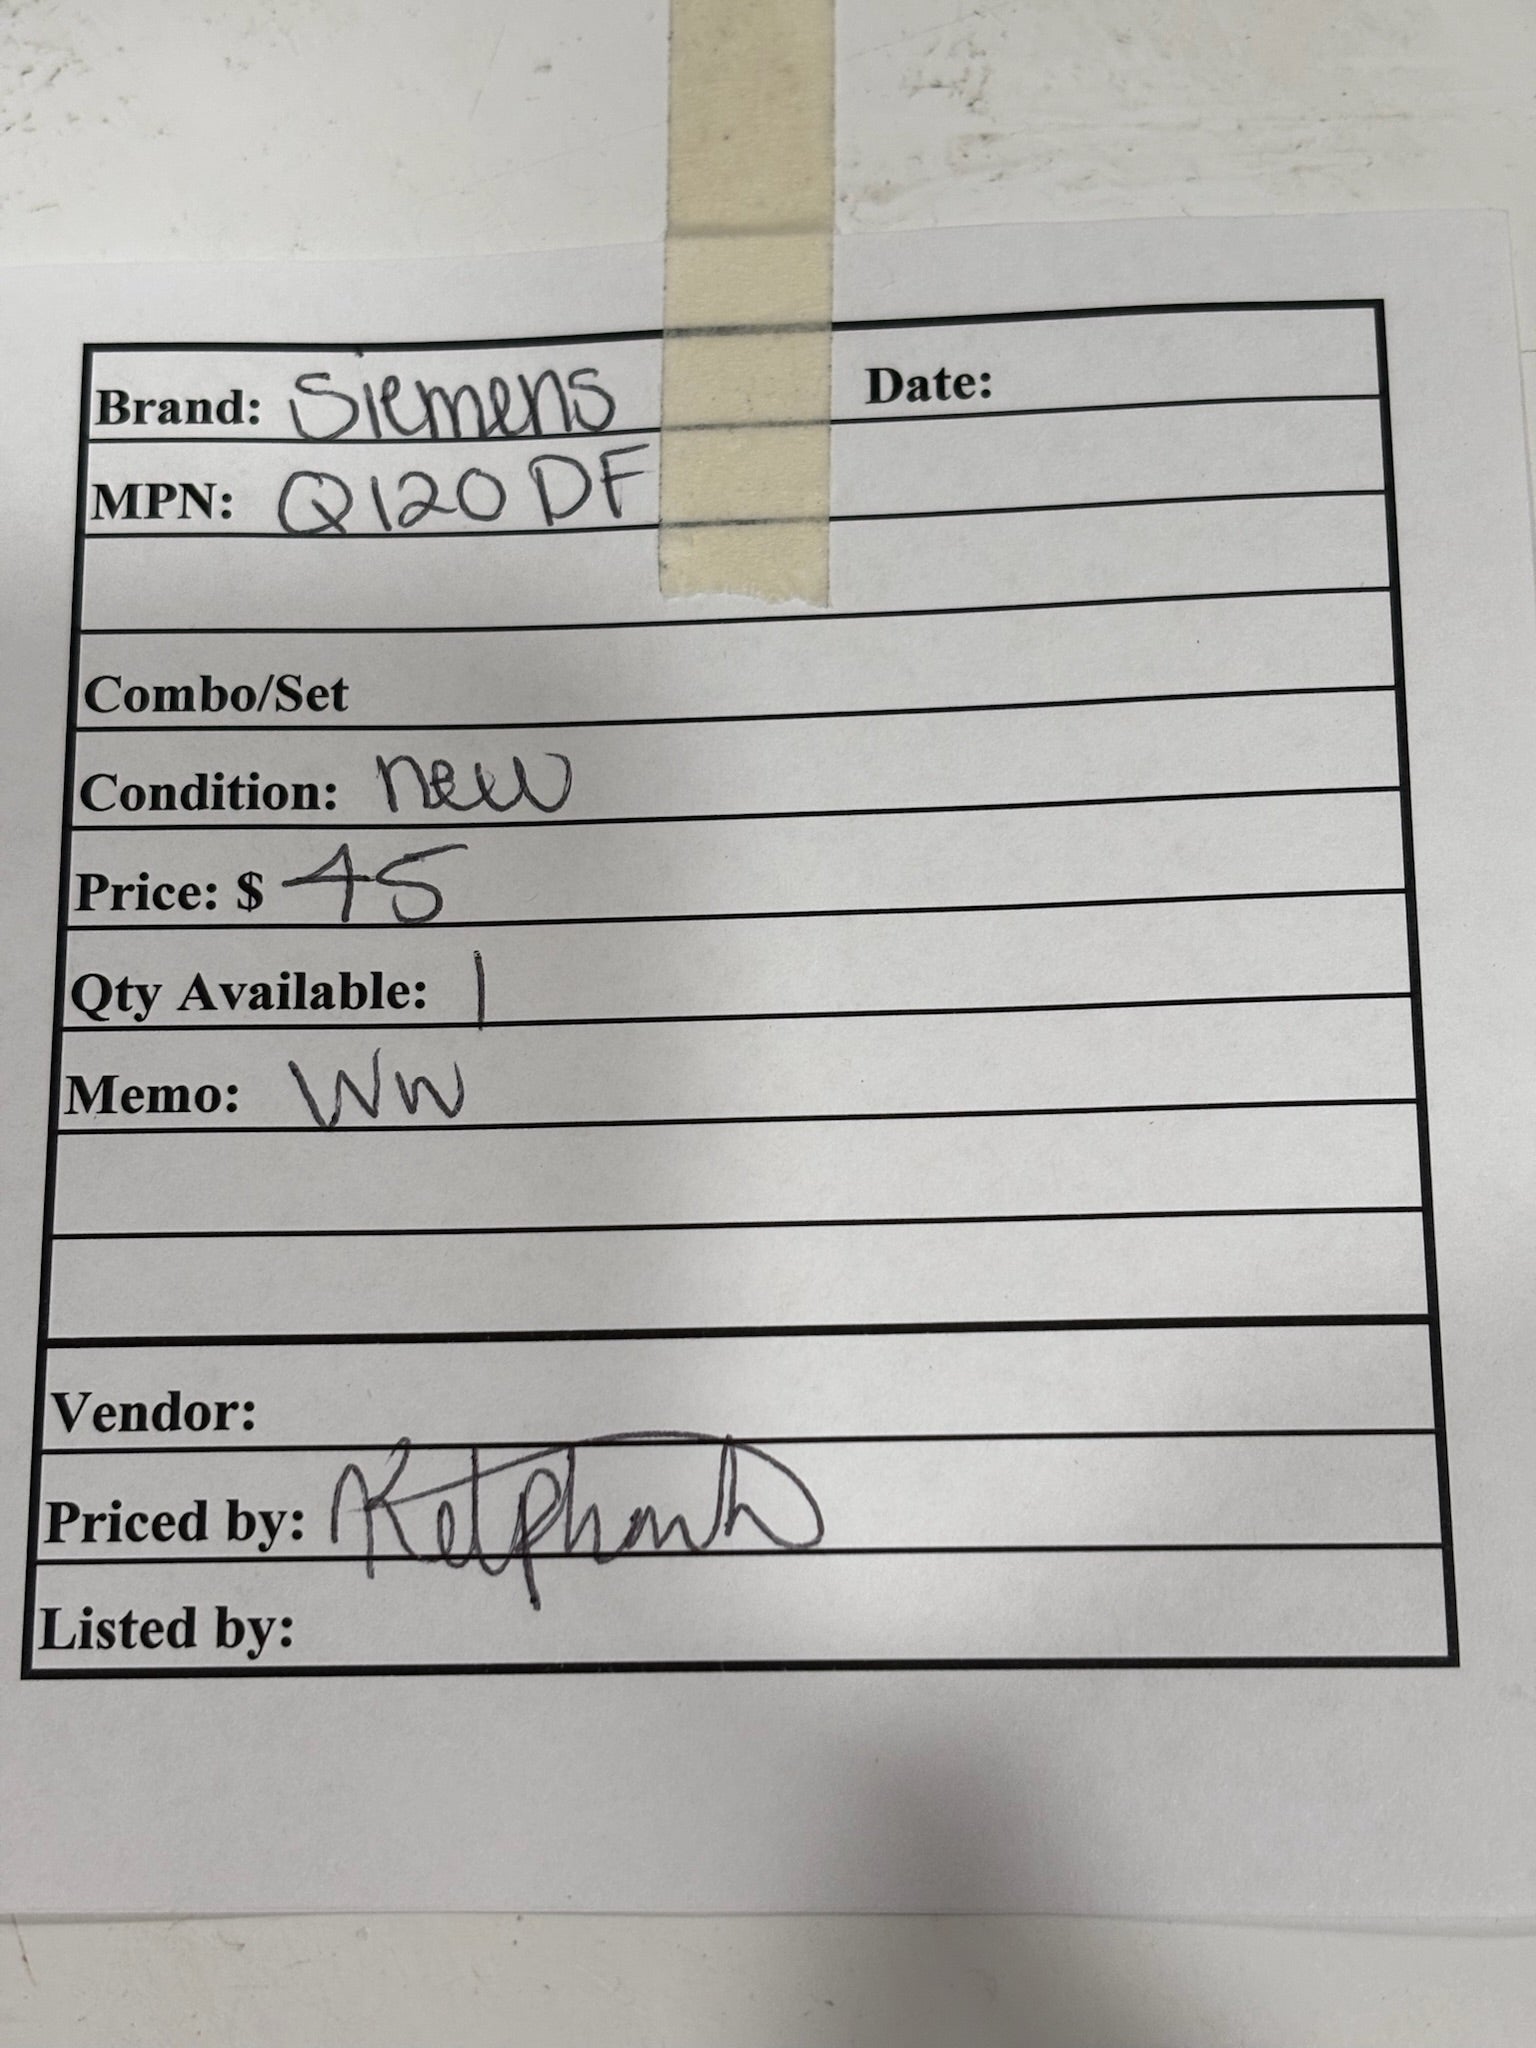 Brand: Siemens Date:
MPN: Q120DF
Combo/Set
Condition: new
Price: $ 45
Qty Available: 1
Memo: WW
Vendor:
Priced by:
Listed by: